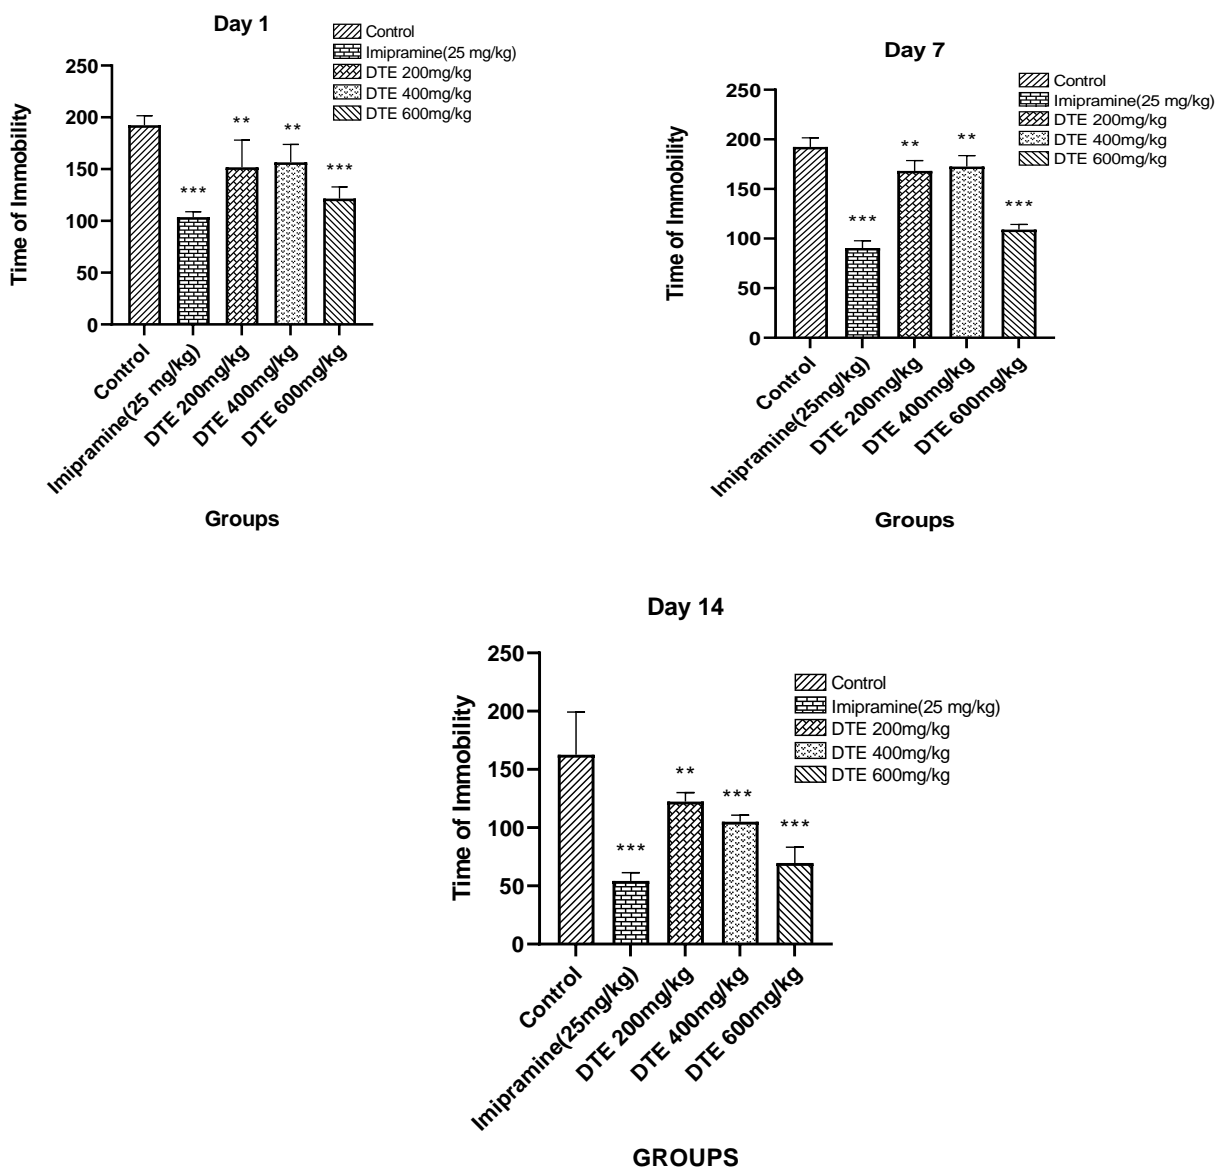 Day 1
Control
Imipramine(25 mg/kg)
DTE 200mg/kg
DTE 400mg/kg
DTE 600mg/kg
Time of Immobility
250
200
150
100
50
0
***
**
**
***
Control
Imipramine(25 mg/kg)
DTE 200mg/kg
DTE 400mg/kg
DTE 600mg/kg
Groups
Day 7
Control
Imipramine(25 mg/kg)
DTE 200mg/kg
DTE 400mg/kg
DTE 600mg/kg
Time of Immobility
250
200
150
100
50
0
***
**
**
***
Control
Imipramine(25mg/kg)
DTE 200mg/kg
DTE 400mg/kg
DTE 600mg/kg
Groups
Day 14
Control
Imipramine(25 mg/kg)
DTE 200mg/kg
DTE 400mg/kg
DTE 600mg/kg
Time of Immobility
250
200
150
100
50
0
***
**
***
***
Control
Imipramine(25mg/kg)
DTE 200mg/kg
DTE 400mg/kg
DTE 600mg/kg
GROUPS